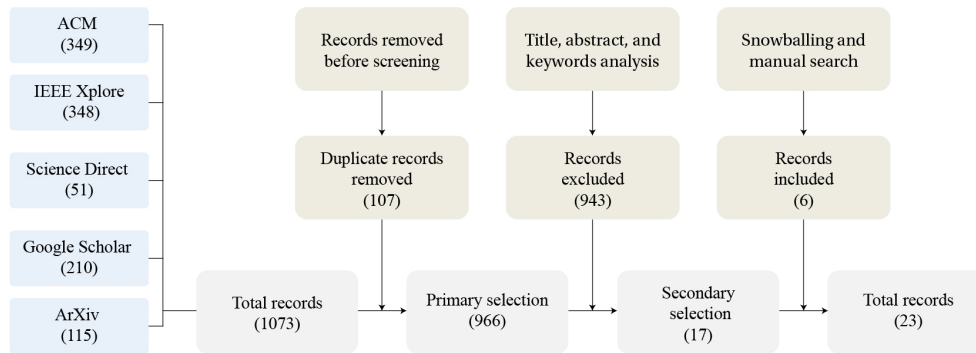 ACM
(349)
IEEE Xplore
(348)
Science Direct
(51)
Google Scholar
(210)
ArXiv
(115)
Records removed
before screening
Title, abstract, and
keywords analysis
Snowballing and
manual search
Duplicate records
removed
(107)
Records
excluded
(943)
Records
included
(6)
Total records
(1073)
Primary selection
(966)
Secondary
selection
(17)
Total records
(23)